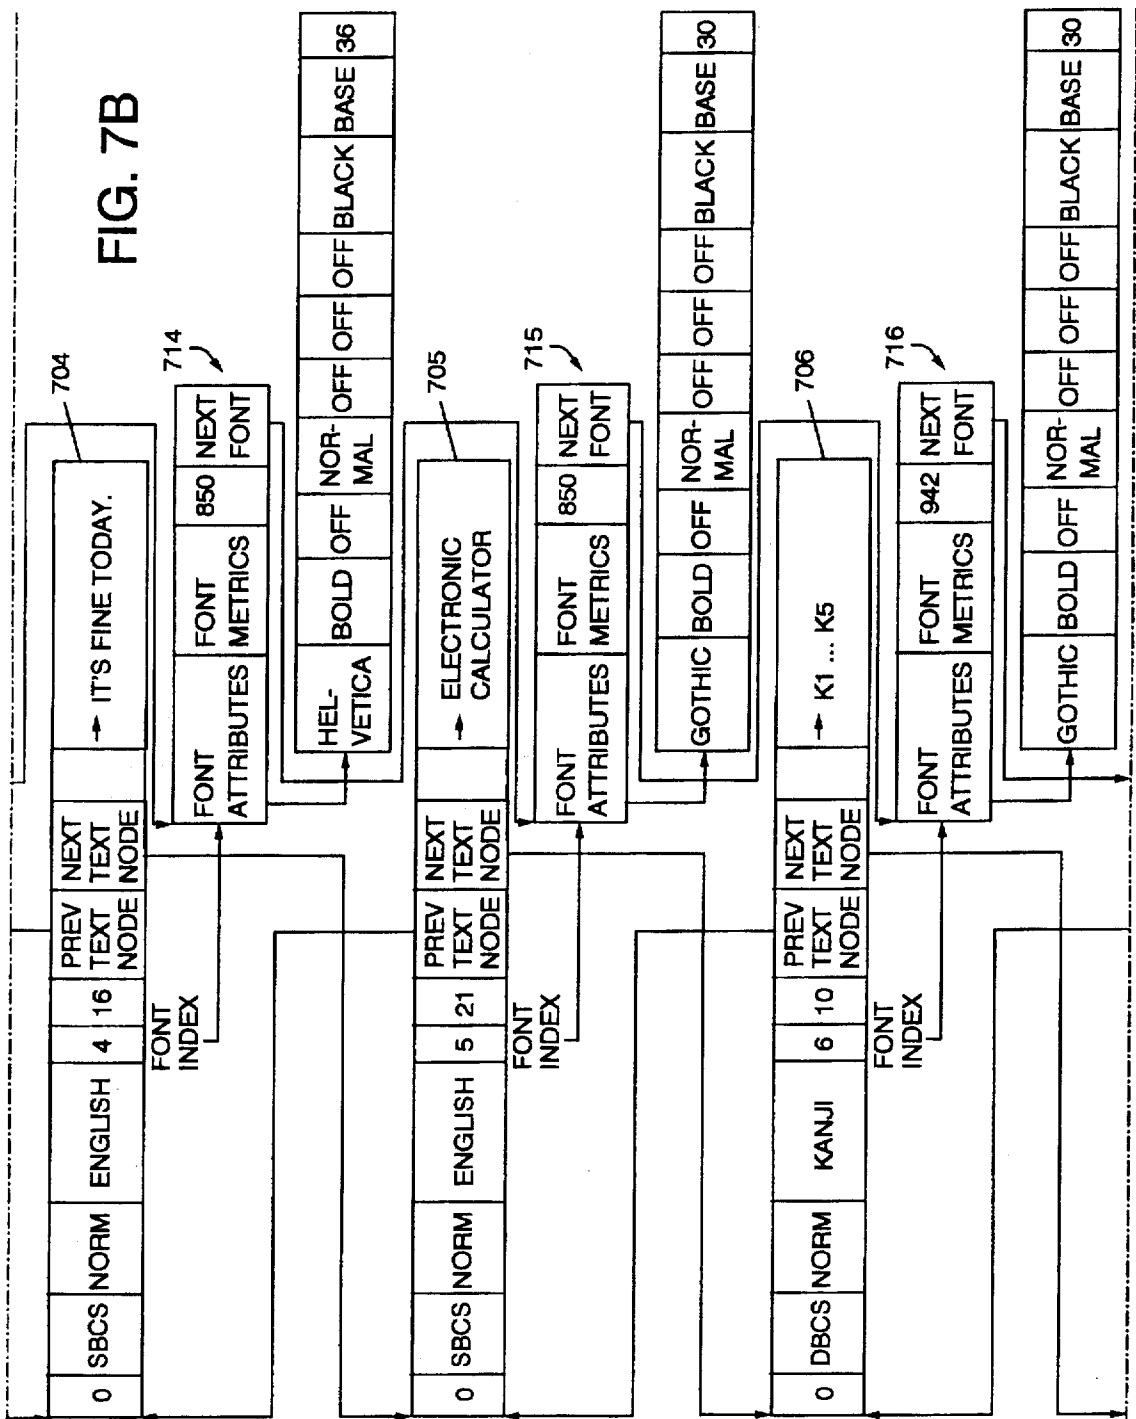 FIG. 7B
704
0 SBCS NORM ENGLISH 4 16 PREV TEXT NODE NEXT TEXT NODE IT'S FINE TODAY.
FONT INDEX
714
FONT ATTRIBUTES FONT METRICS 850 NEXT FONT
HEL-VETICA BOLD OFF NOR-MAL OFF OFF OFF BLACK BASE 36
705
0 SBCS NORM ENGLISH 5 21 PREV TEXT NODE NEXT TEXT NODE ELECTRONIC CALCULATOR
FONT INDEX
715
FONT ATTRIBUTES FONT METRICS 850 NEXT FONT
GOTHIC BOLD OFF NOR-MAL OFF OFF OFF BLACK BASE 30
706
0 DBCS NORM KANJI 6 10 PREV TEXT NODE NEXT TEXT NODE K1 ... K5
FONT INDEX
716
FONT ATTRIBUTES FONT METRICS 942 NEXT FONT
GOTHIC BOLD OFF NOR-MAL OFF OFF OFF BLACK BASE 30